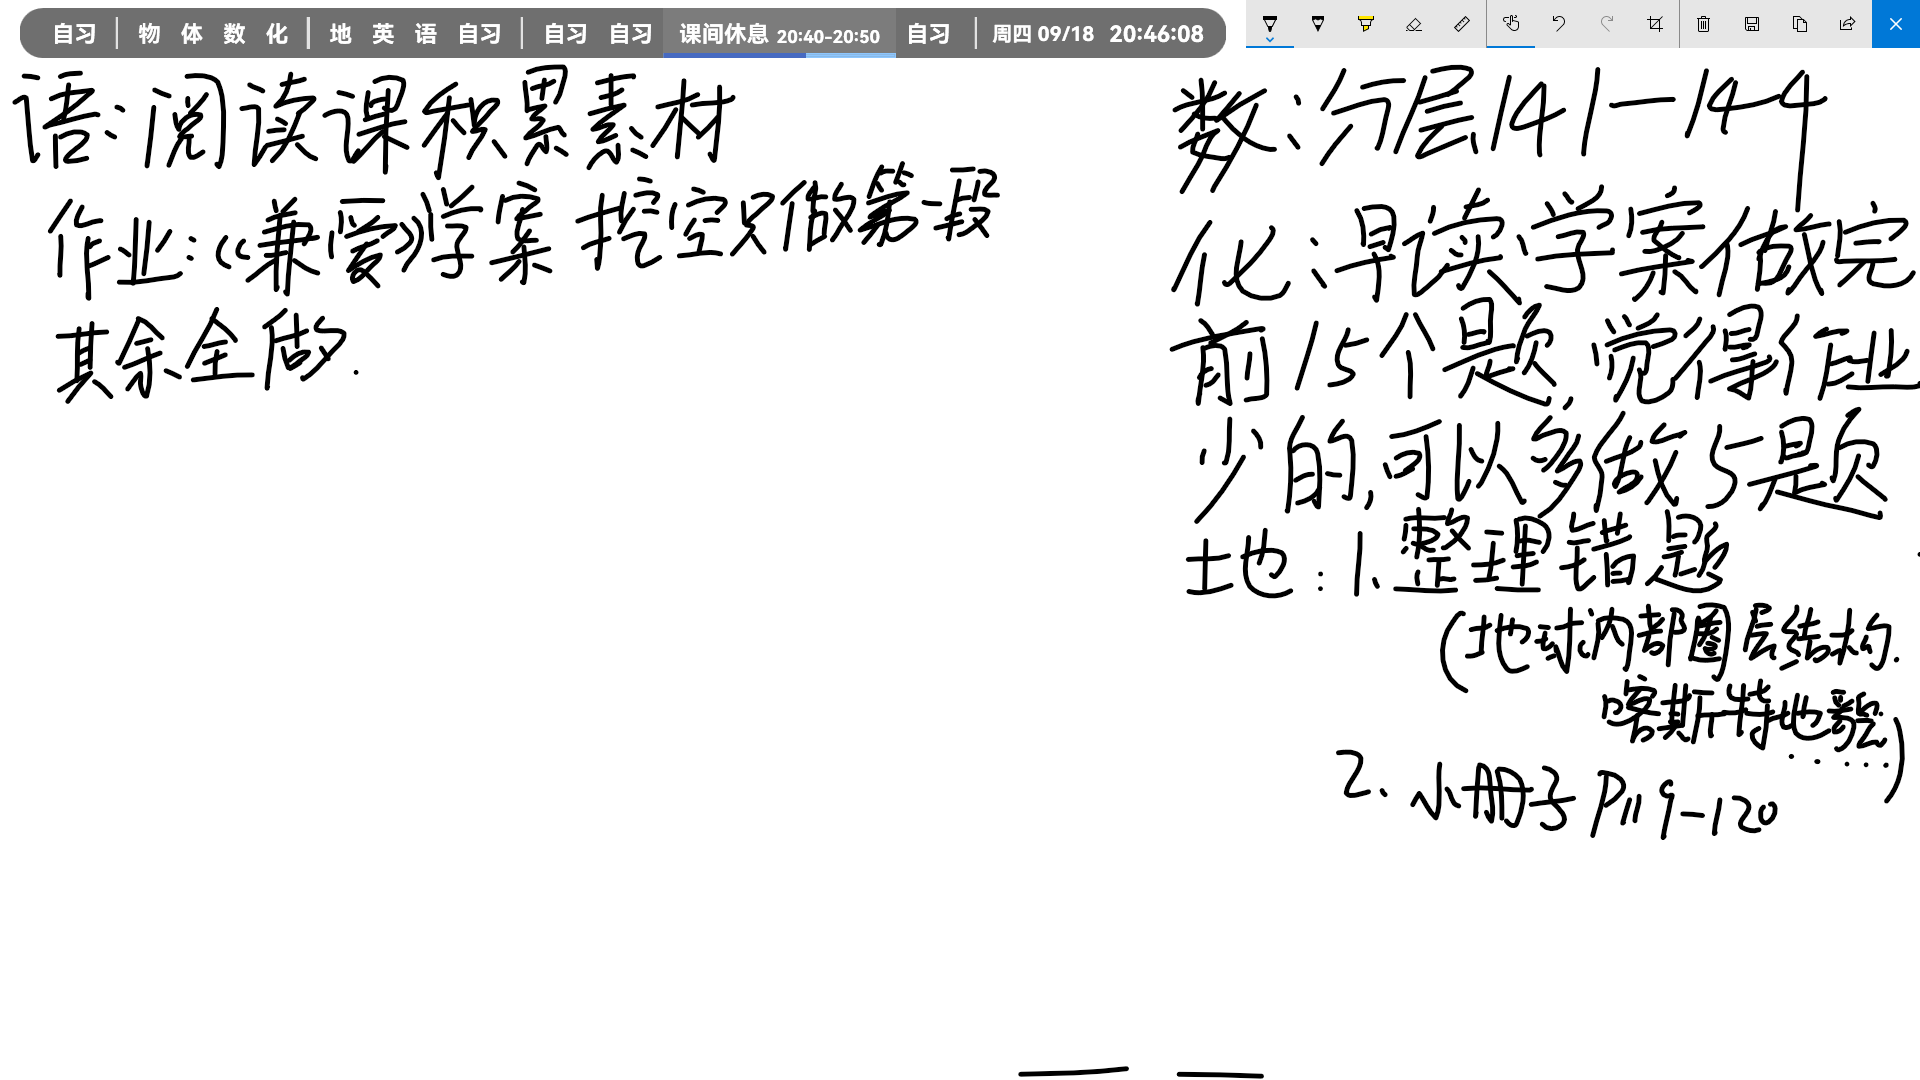 自习 | 物 体 数 化 | 地 英 语 自习 | 自习 自习 课间休息 20:40-20:50 自习 | 周四 09/18 20:46:08
语:阅读课积累素材
作业:《兼爱》学案 挖空只做第一段
其余全做.
数:分层141-144
化:早读学案做完
前15个题,觉得作业
少的,可以多做5题
地:1.整理错题
(地球内部圈层结构.
喀斯特地貌......)
2.小册子P119-120